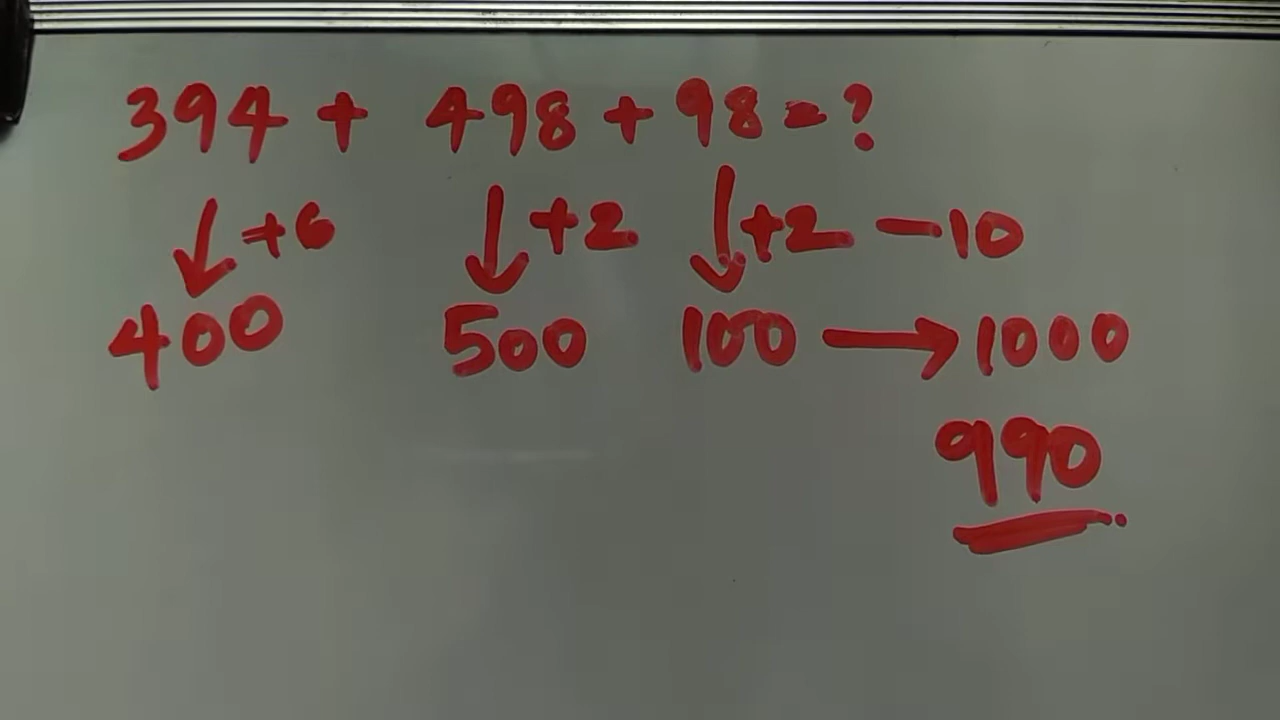 394 + 498 + 98 = ?
↓ +6 ↓ +2 ↓ +2 - 10
400 500 100 → 1000
990